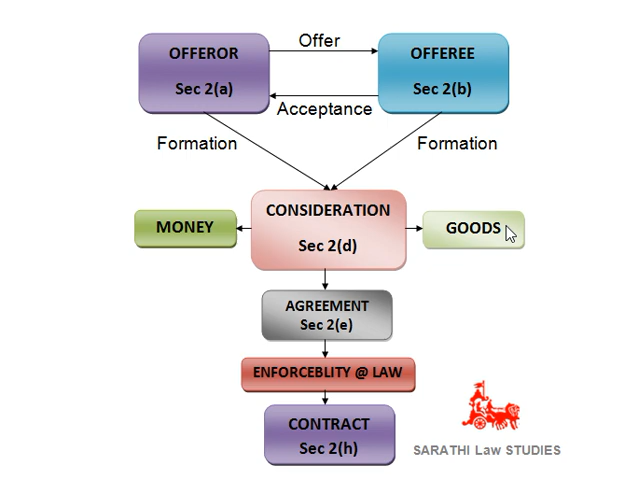 Offer
OFFEROR
OFFEREE
Sec 2(a)
Sec 2(b)
Acceptance
Formation
Formation
CONSIDERATION
MONEY
GOODS
Sec 2(d)
AGREEMENT
Sec 2(e)
ENFORCEBLITY @ LAW
CONTRACT
Sec 2(h)
SARATHI Law STUDIES